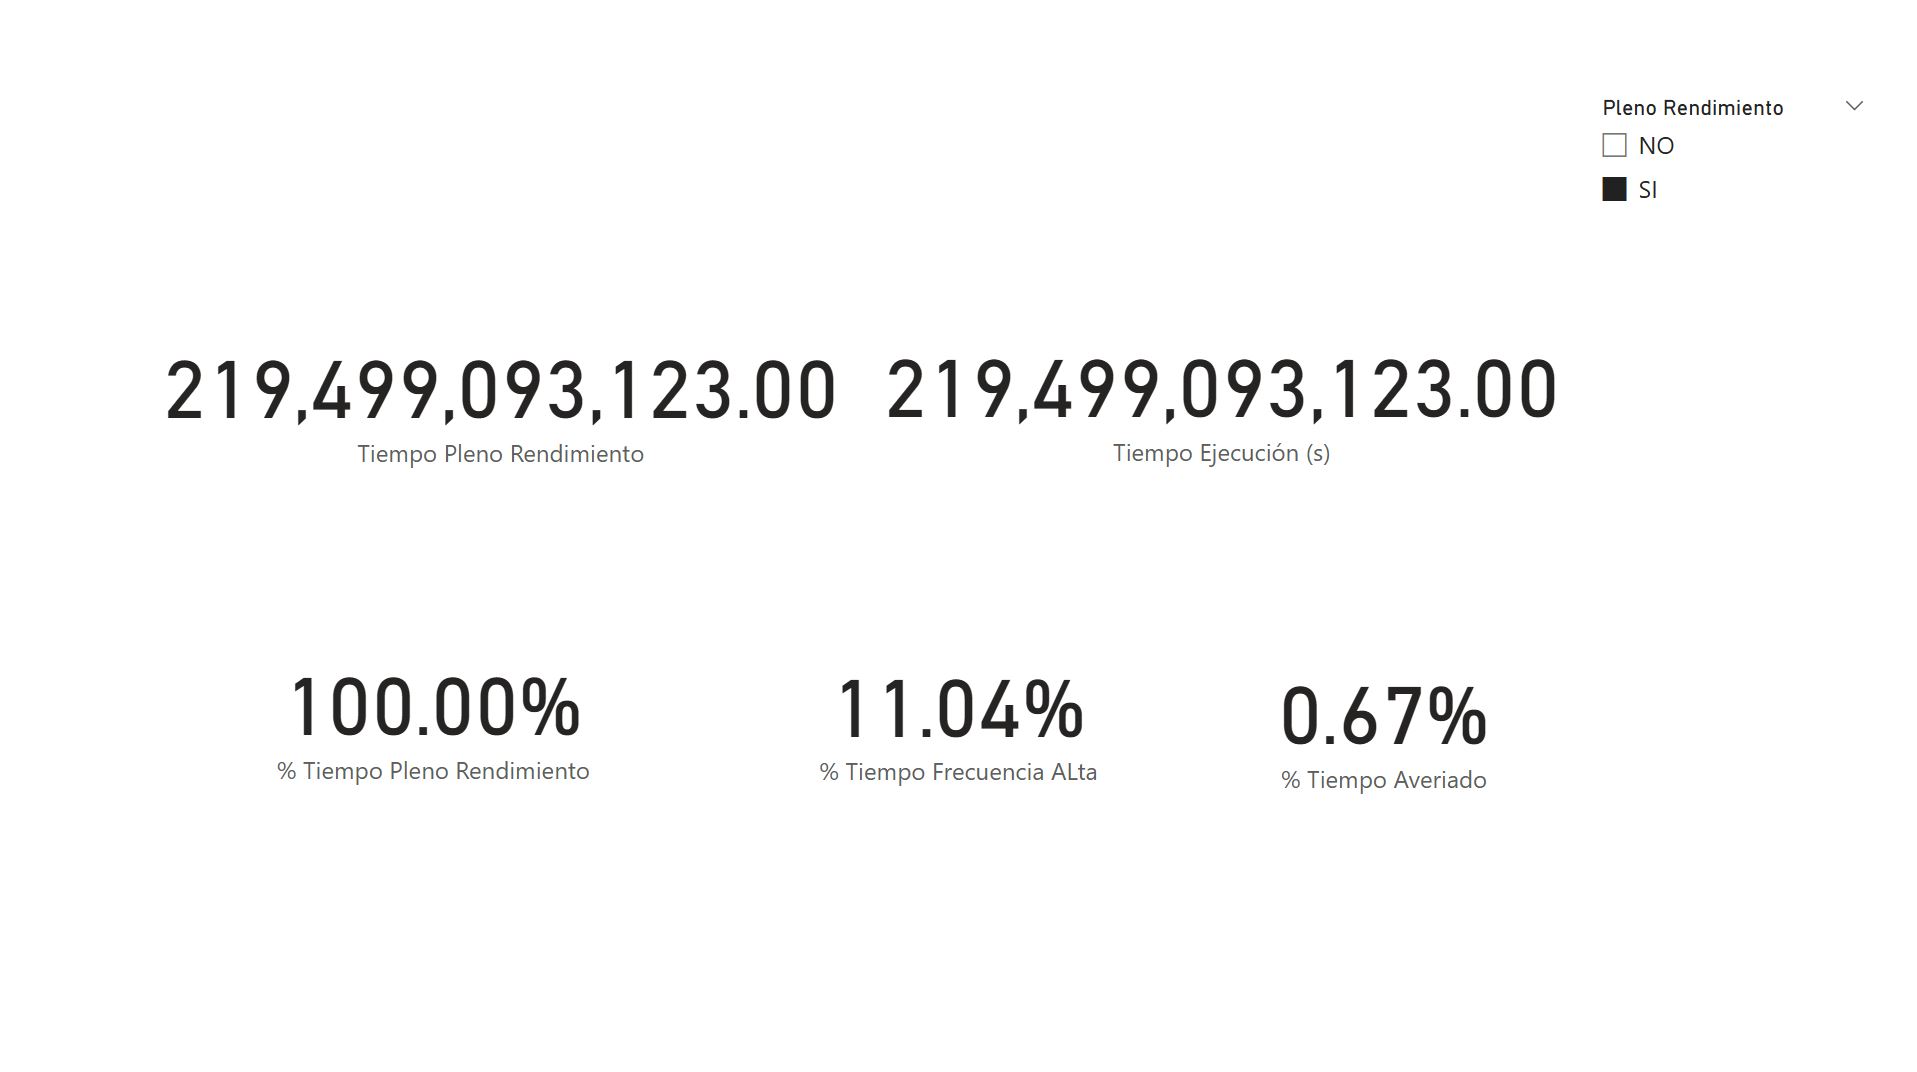 Pleno Rendimiento
NO
SI
219,499,093,123.00
Tiempo Pleno Rendimiento
219,499,093,123.00
Tiempo Ejecución (s)
100.00%
% Tiempo Pleno Rendimiento
11.04%
% Tiempo Frecuencia ALta
0.67%
% Tiempo Averiado